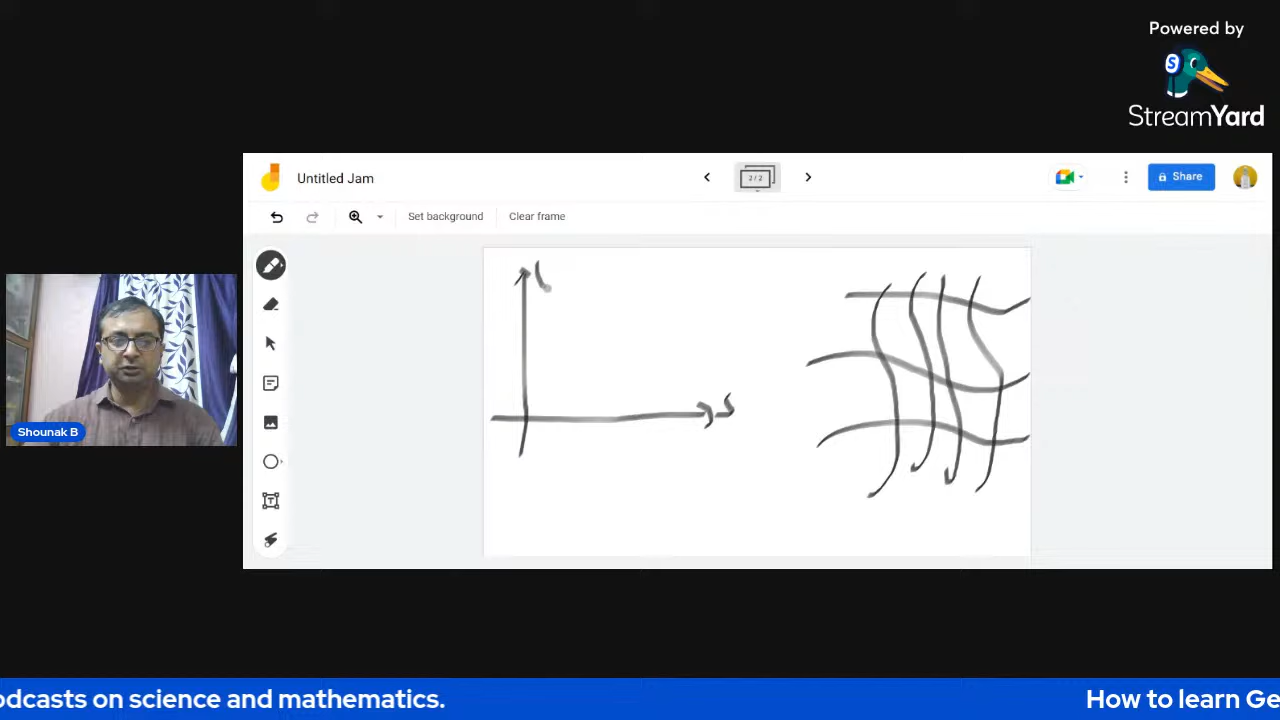 Powered by
StreamYard
Untitled Jam
2 / 2
Share
Set background
Clear frame
Shounak B
odcasts on science and mathematics.
How to learn Ge